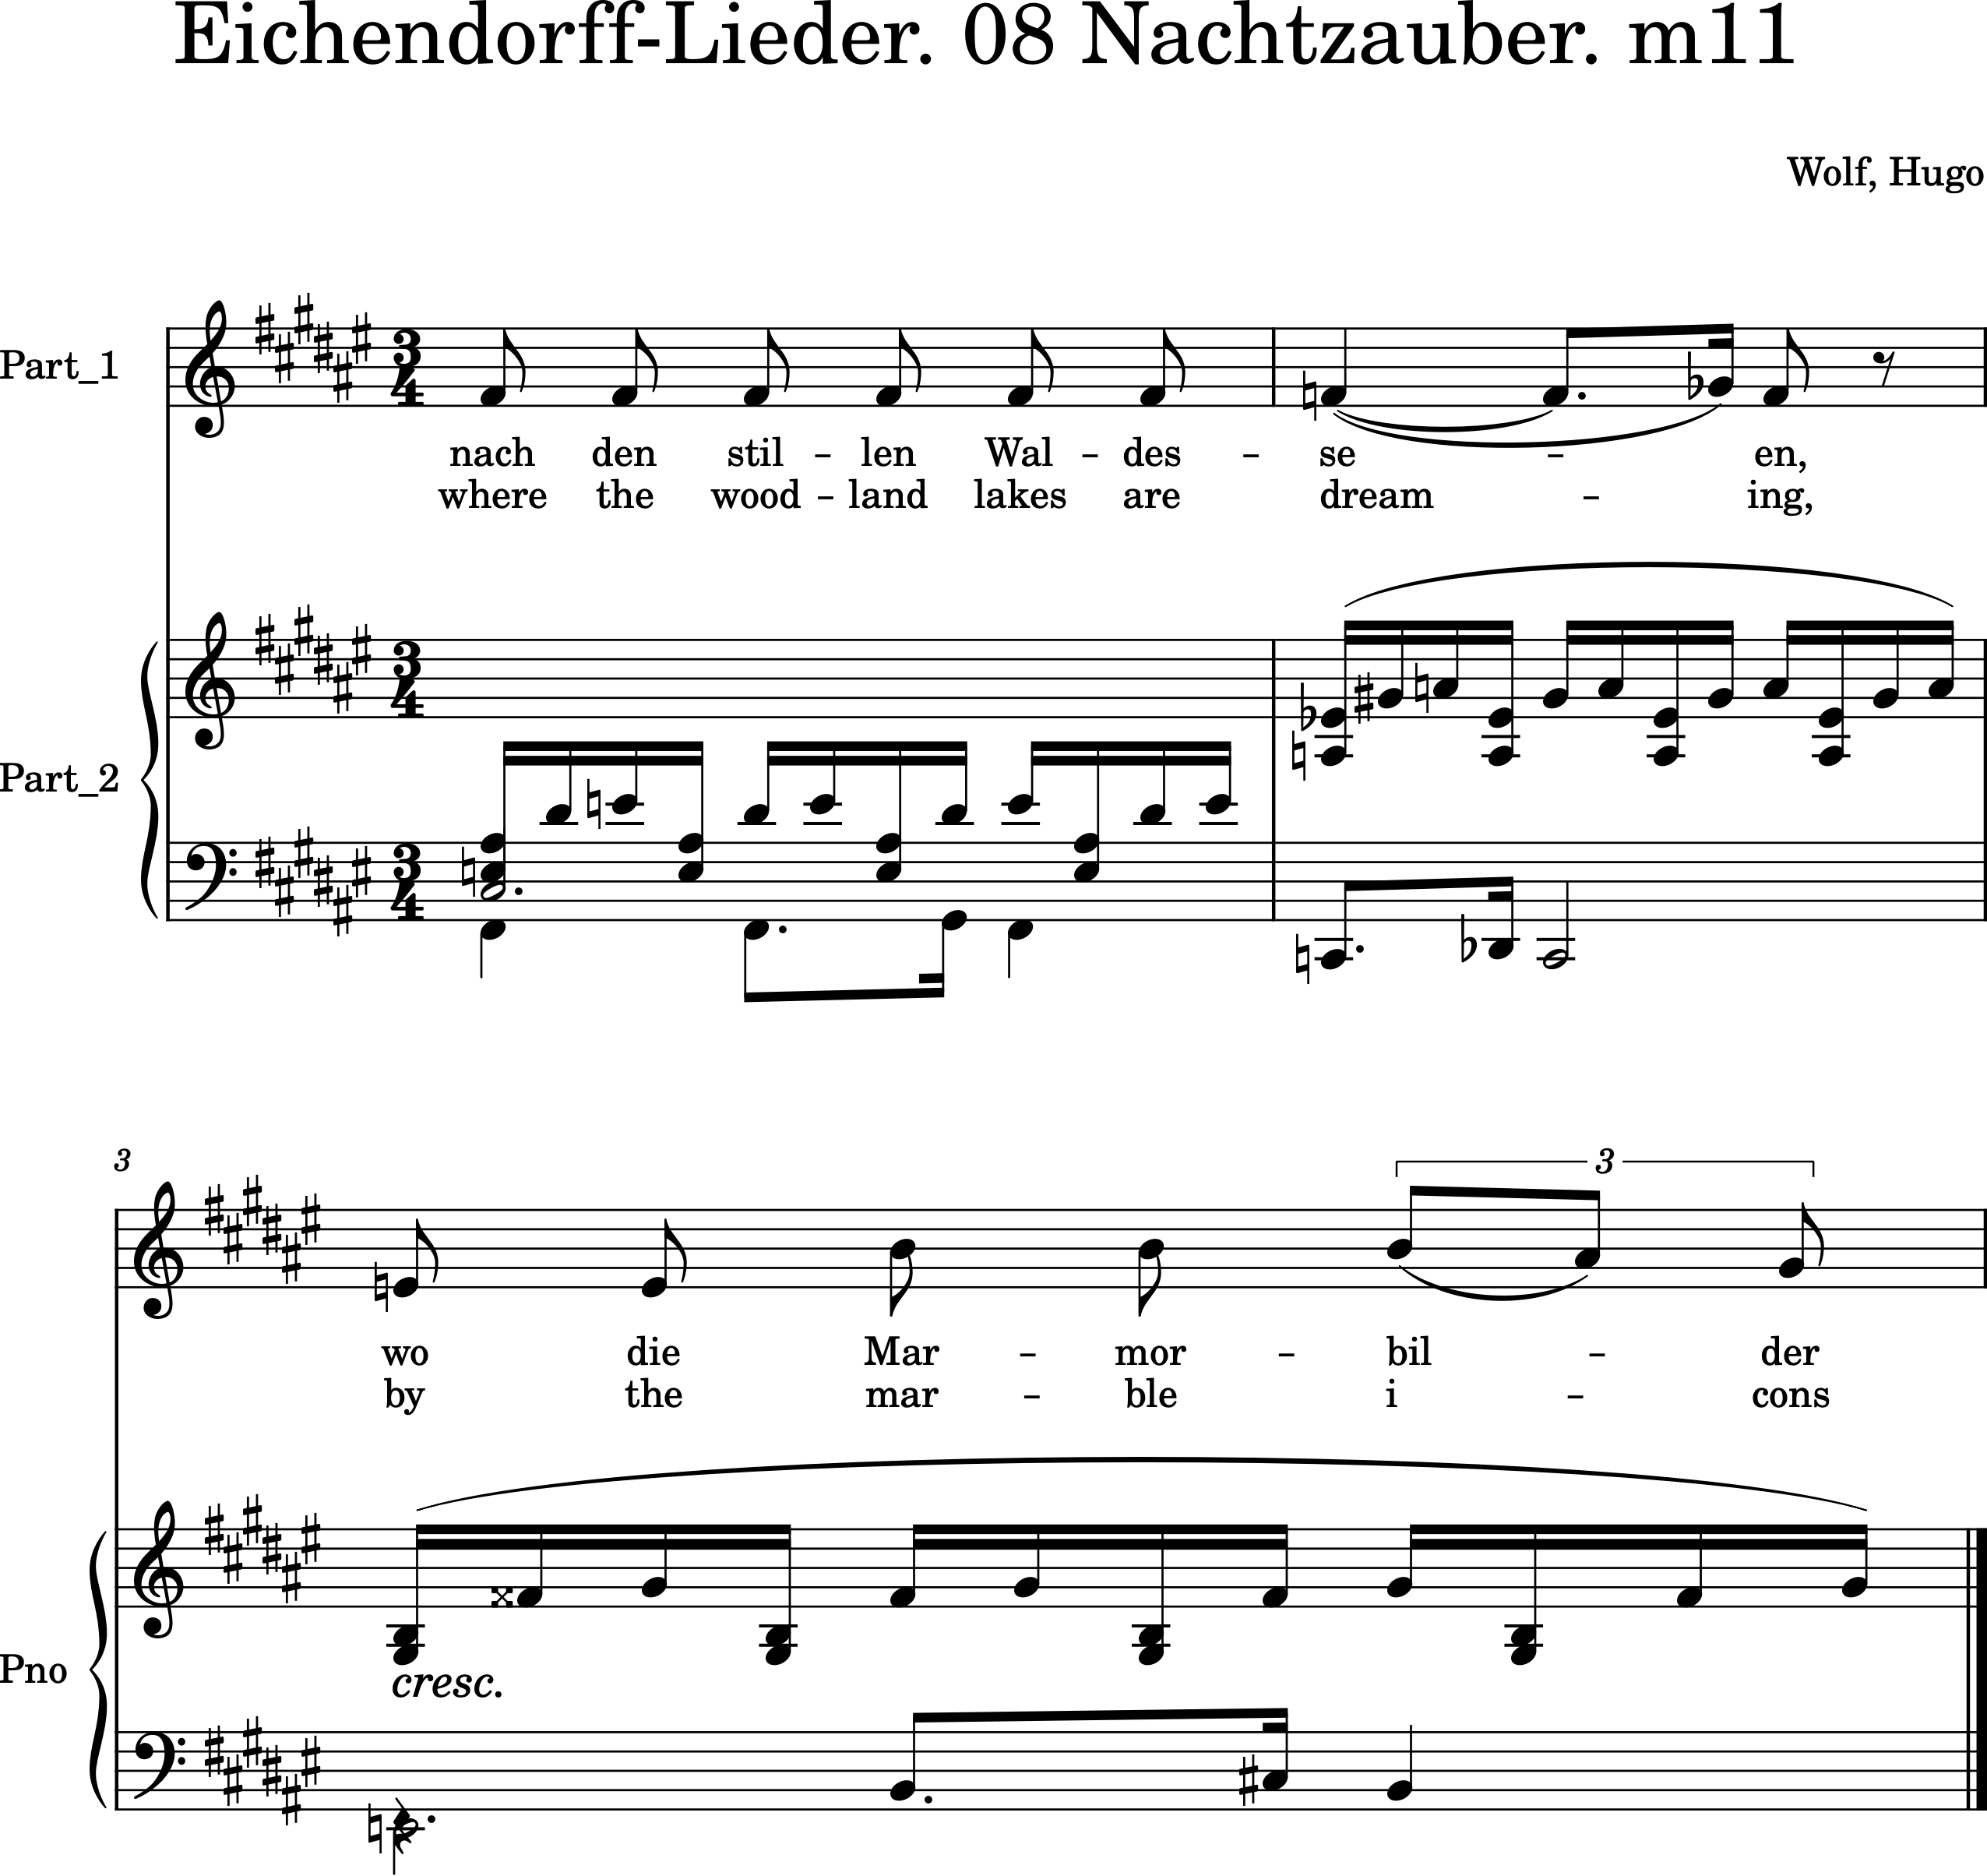 Eichendorff-Lieder. 08 Nachtzauber. m11
Wolf, Hugo
Part_1
nach den stil – len Wal – des – se – en,
where the wood – land lakes are dream – ing,
Part_2
3
3
wo die Mar – mor – bil – der
by the mar – ble i – cons
Pno
cresc.